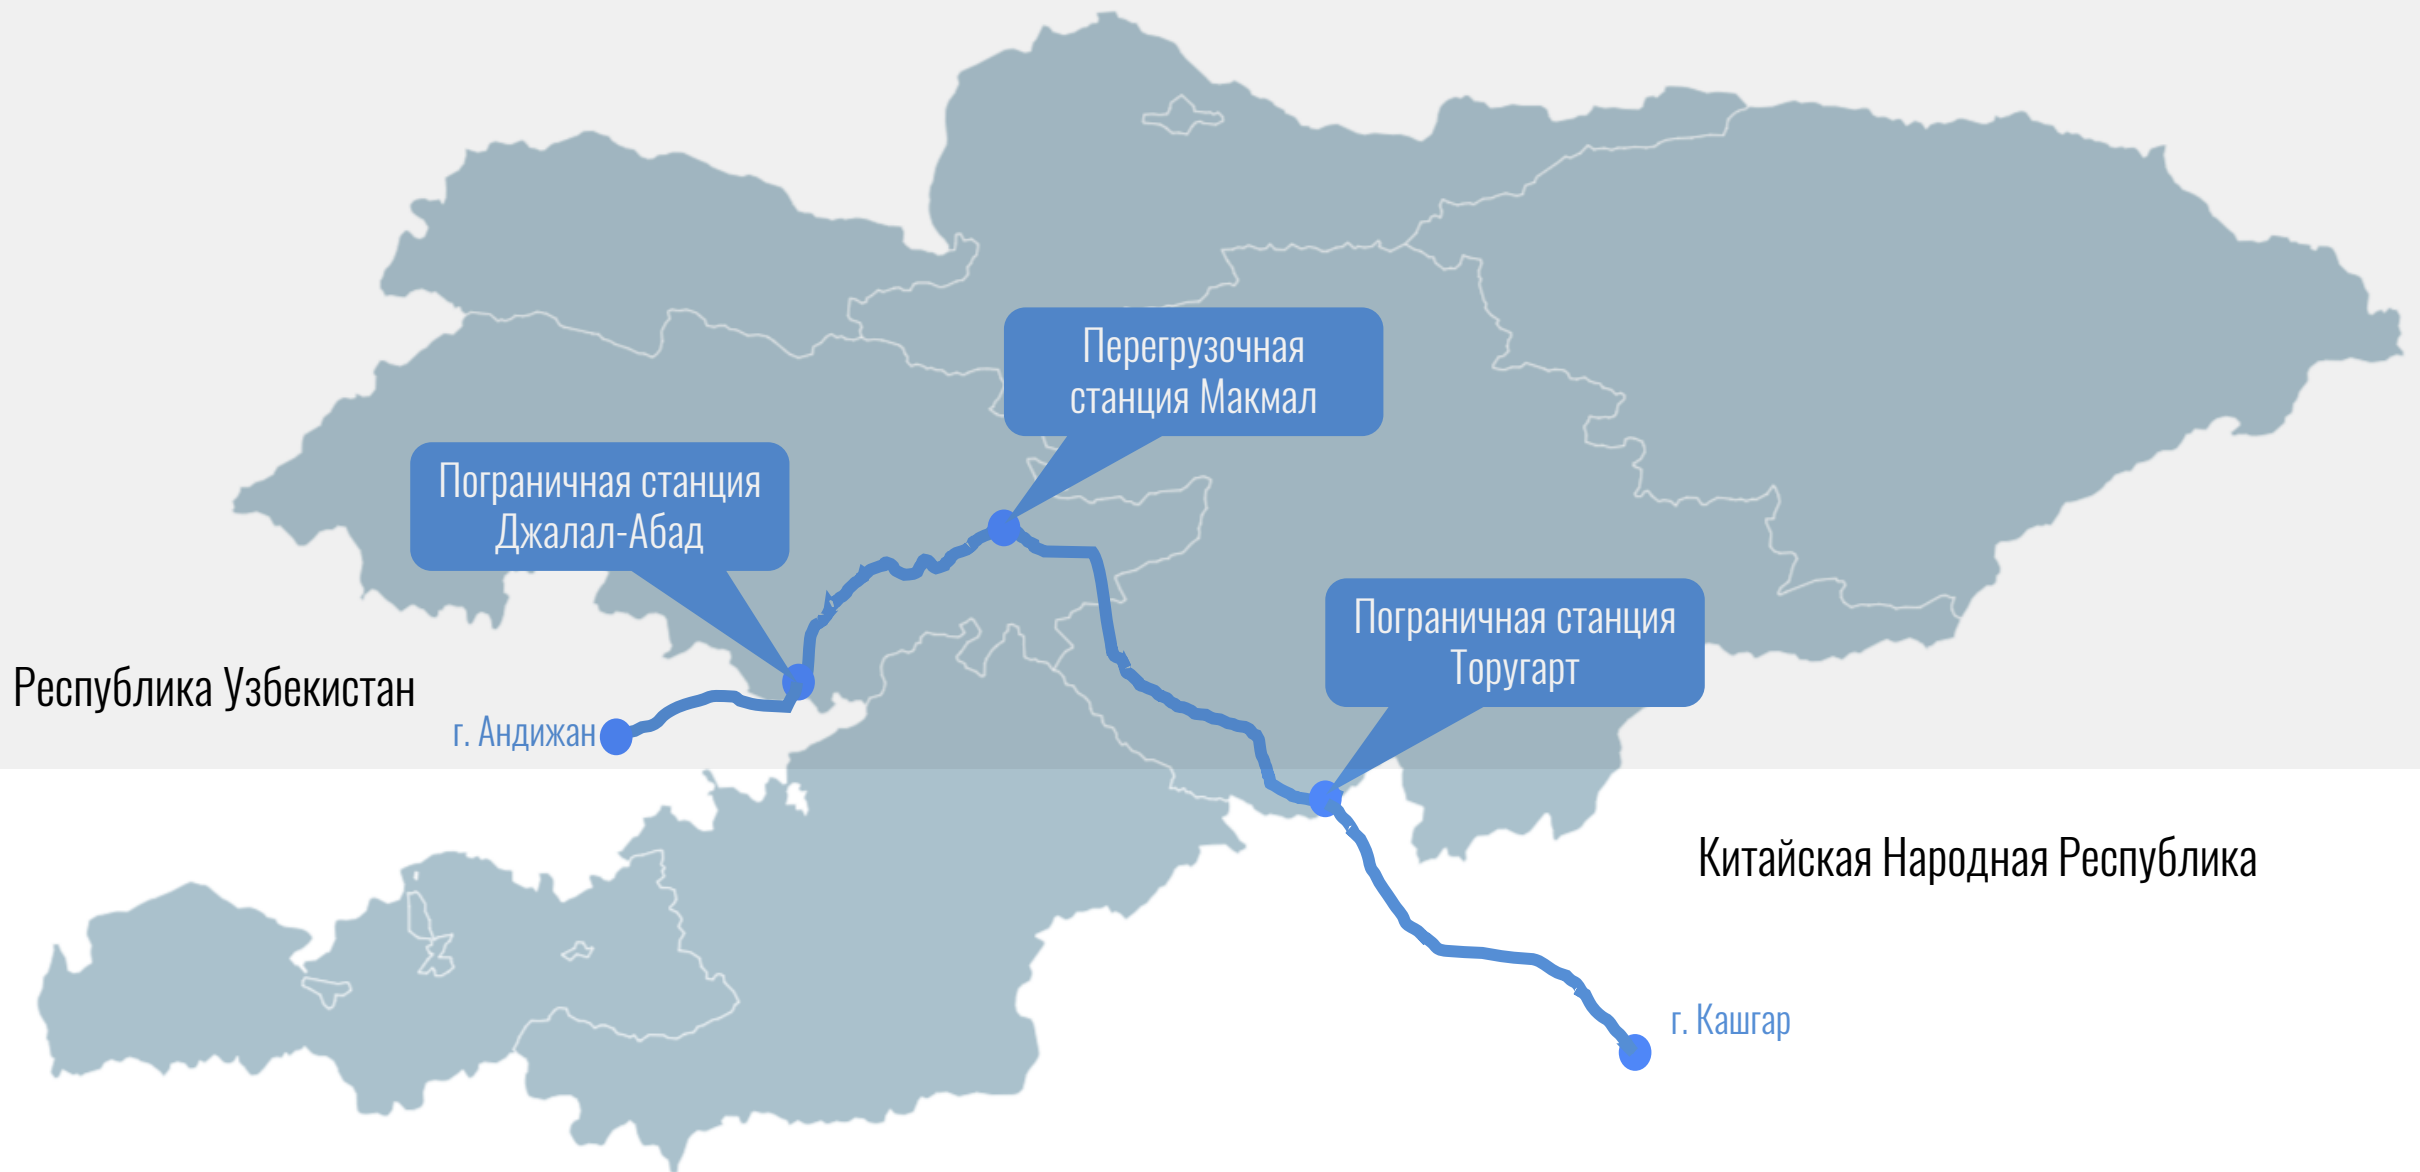 Перегрузочная
станция Макмал
Пограничная станция
Джалал-Абад
Пограничная станция
Торугарт
Республика Узбекистан
г. Андижан
Китайская Народная Республика
г. Кашгар